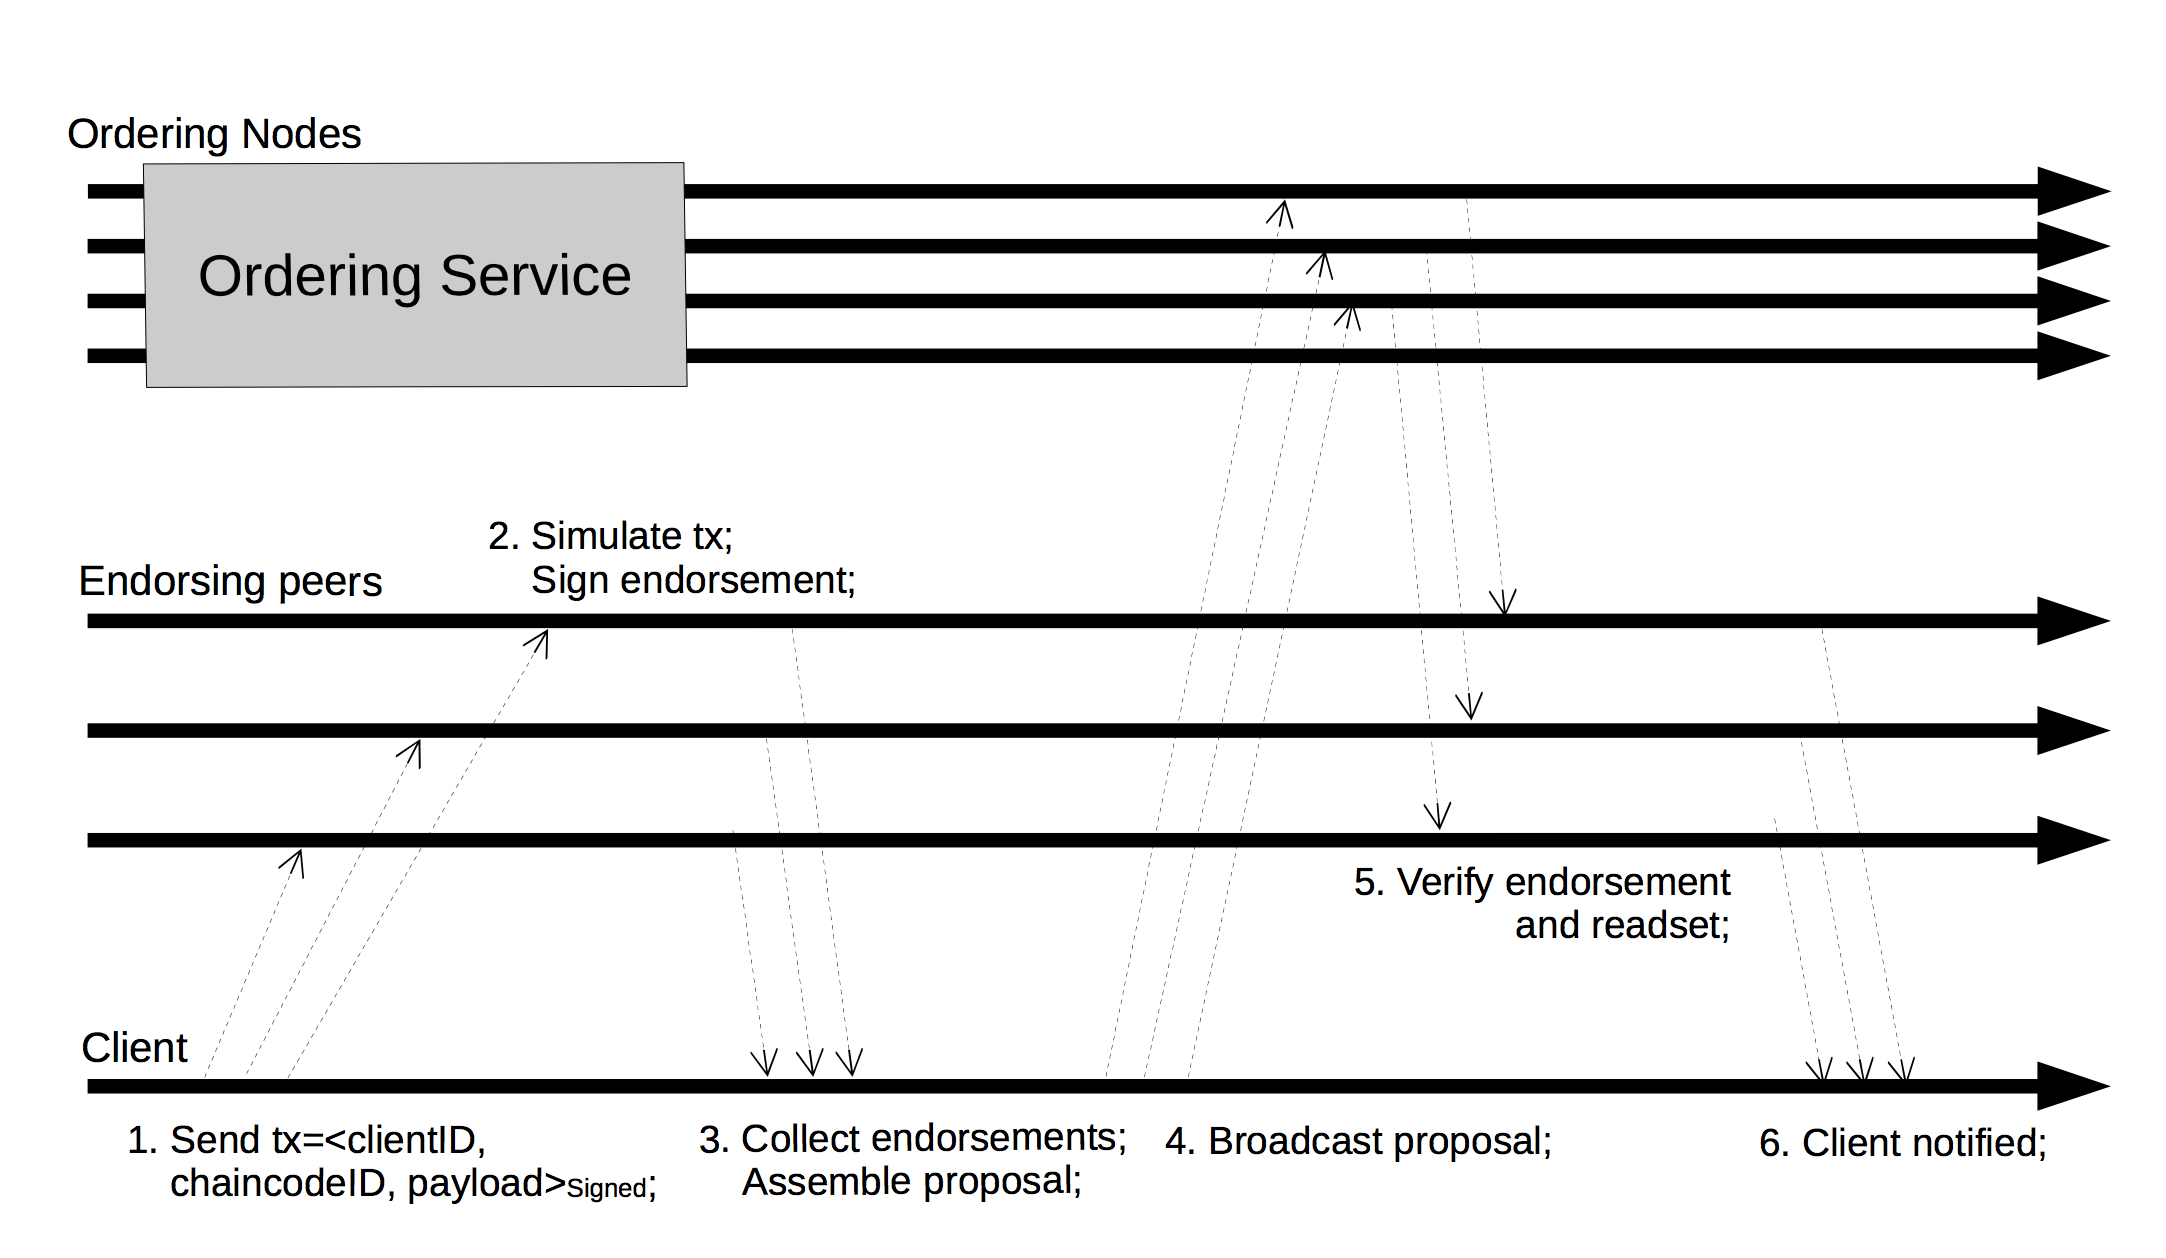 Ordering Nodes
Ordering Service
2. Simulate tx;
Sign endorsement;
Endorsing peers
5. Verify endorsement
and readset;
Client
1. Send tx=<clientID,
chaincodeID, payload>Signed;
3. Collect endorsements;
Assemble proposal;
4. Broadcast proposal;
6. Client notified;